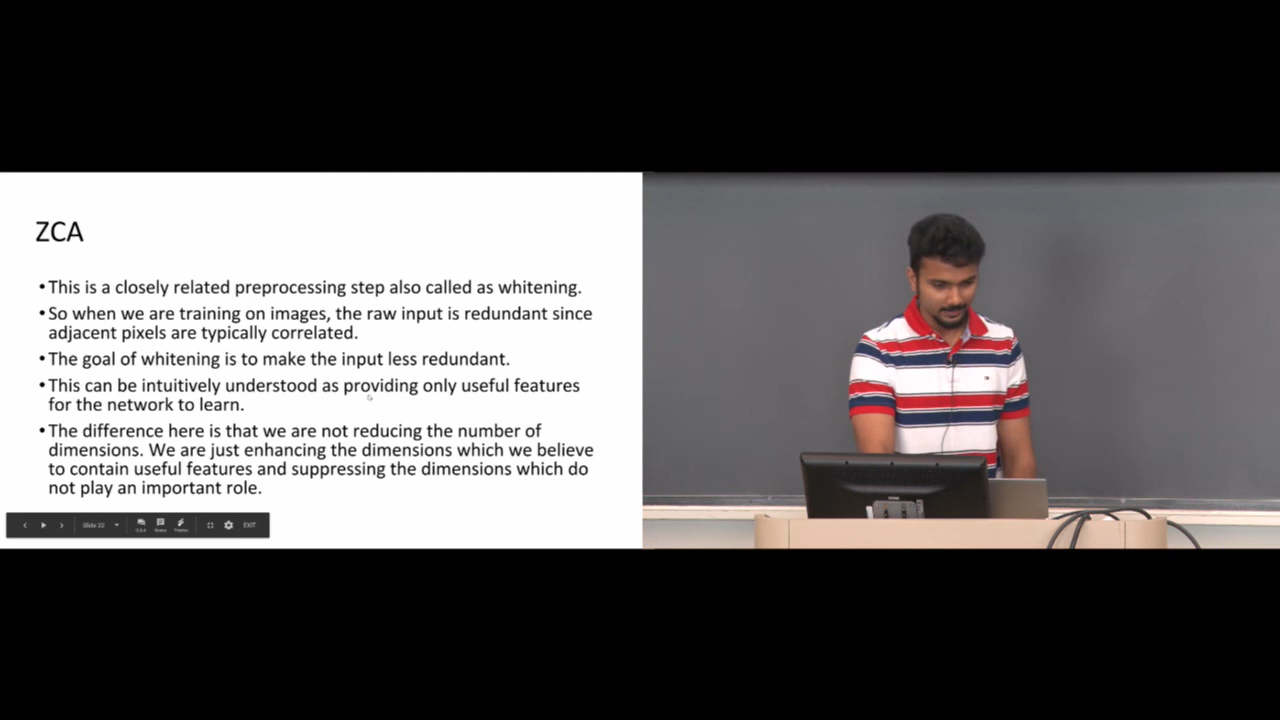 ZCA
•This is a closely related preprocessing step also called as whitening.
•So when we are training on images, the raw input is redundant since
adjacent pixels are typically correlated.
•The goal of whitening is to make the input less redundant.
•This can be intuitively understood as providing only useful features
for the network to learn.
•The difference here is that we are not reducing the number of
dimensions. We are just enhancing the dimensions which we believe
to contain useful features and suppressing the dimensions which do
not play an important role.
Slide 22
EXIT